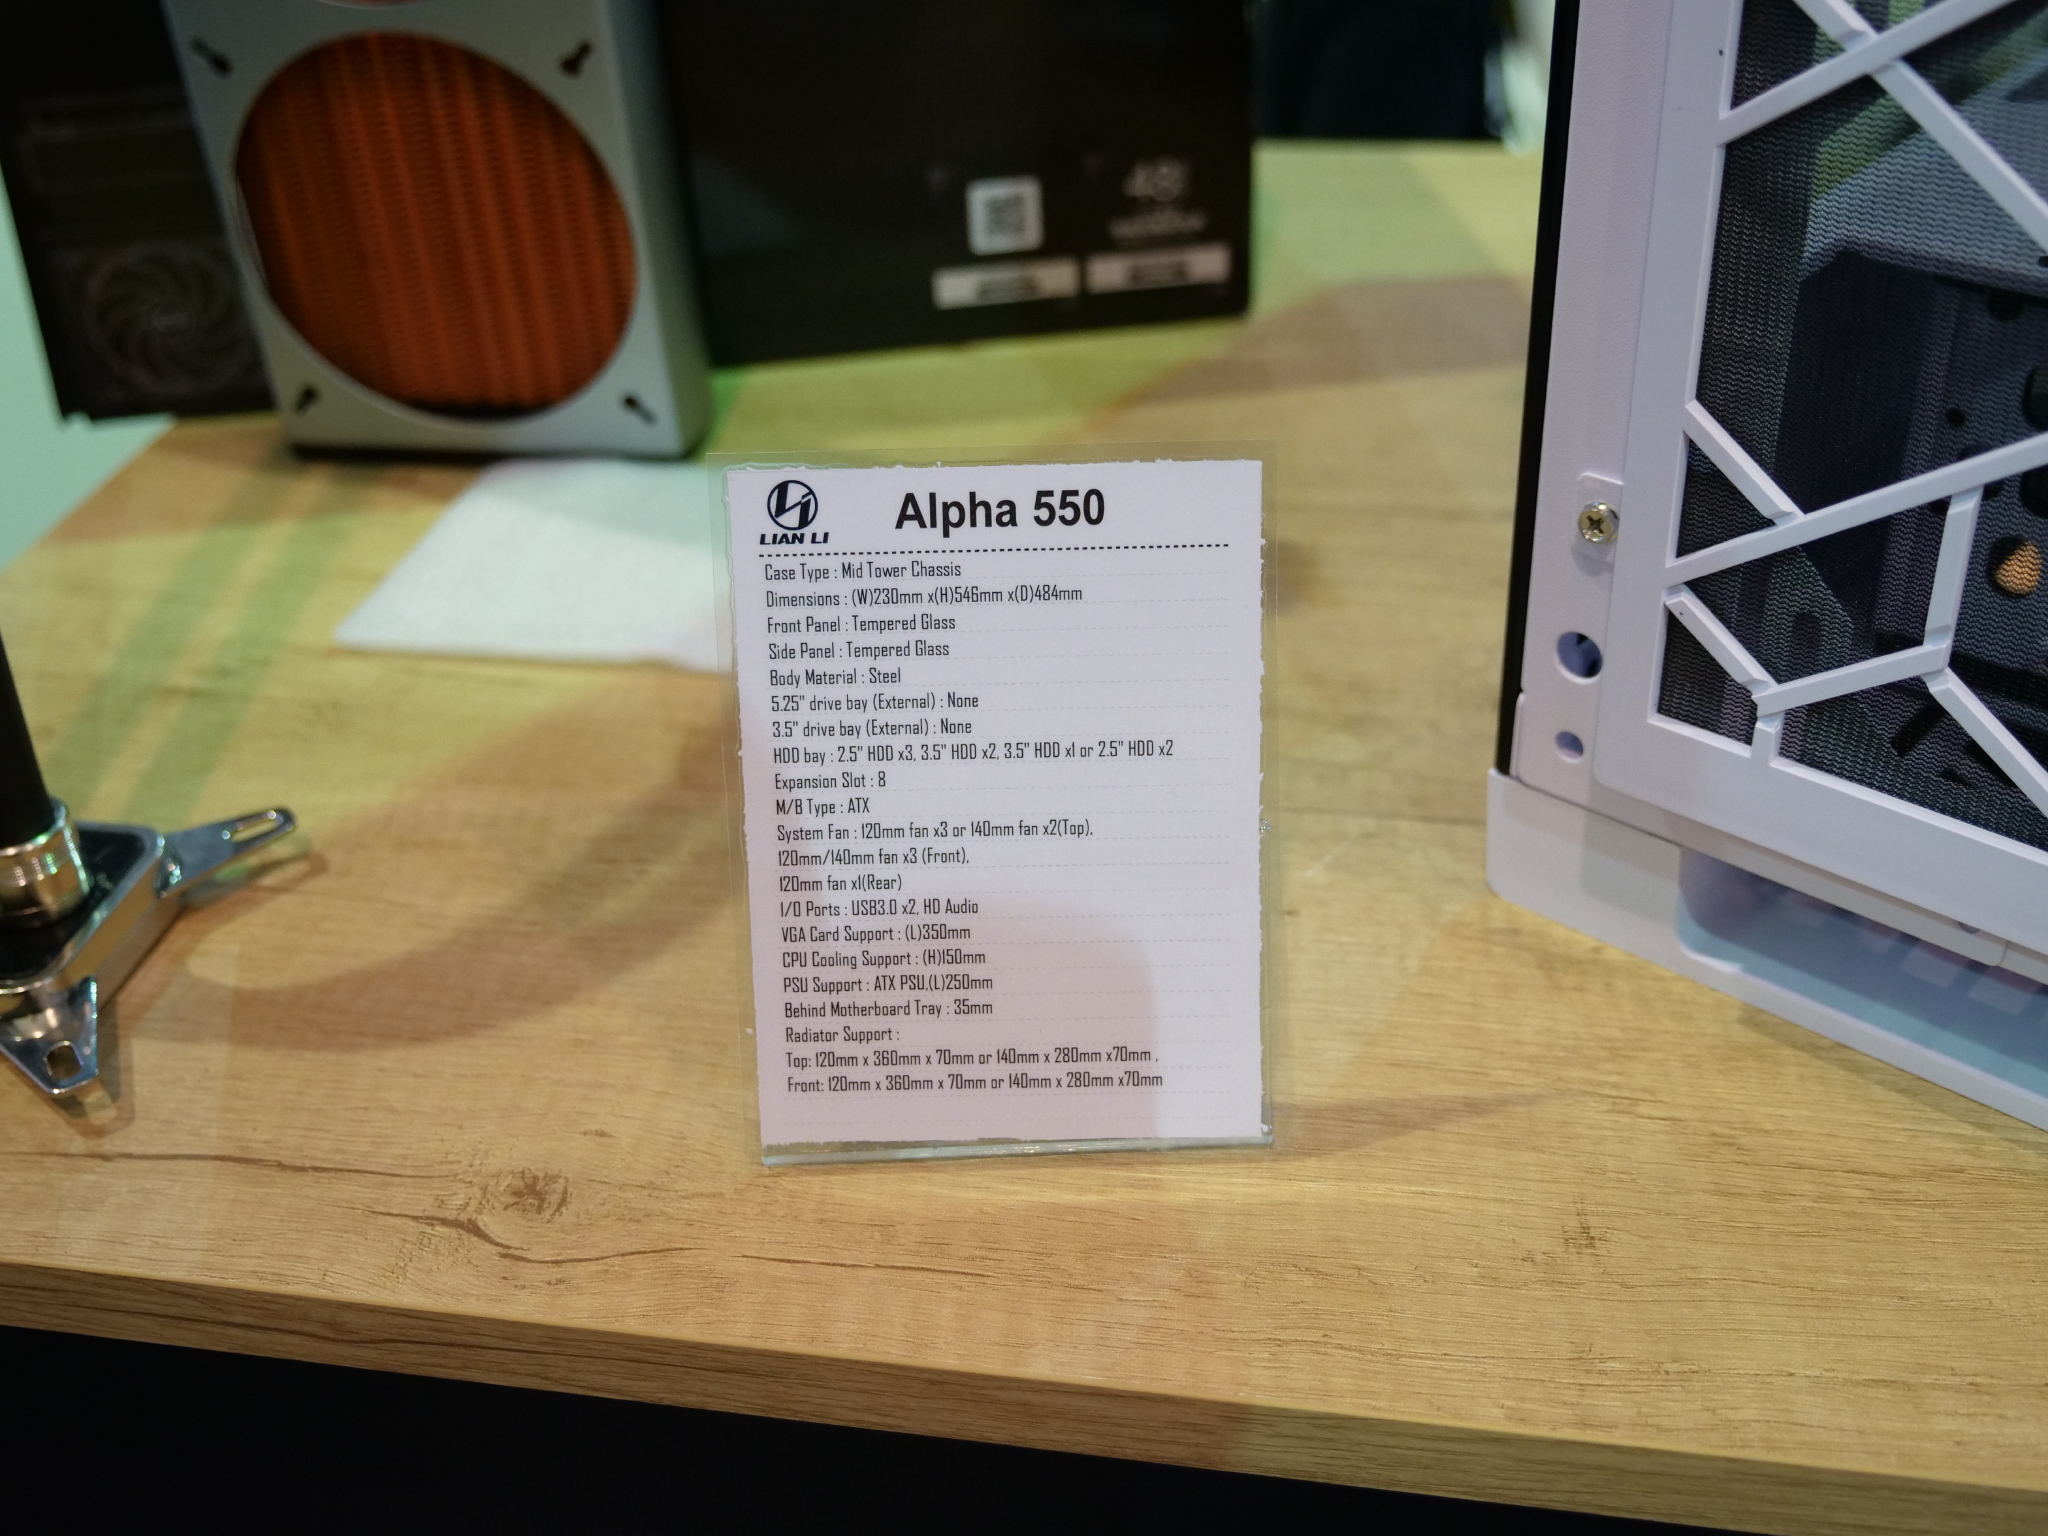 LIAN LI
Alpha 550
Case Type : Mid Tower Chassis
Dimensions : (W)230mm x(H)546mm x(D)484mm
Front Panel : Tempered Glass
Side Panel : Tempered Glass
Body Material : Steel
5.25" drive bay (External) : None
3.5" drive bay (External) : None
HDD bay : 2.5" HDD x3, 3.5" HDD x2, 3.5" HDD x1 or 2.5" HDD x2
Expansion Slot : 8
M/B Type : ATX
System Fan : 120mm fan x3 or 140mm fan x2(Top),
120mm/140mm fan x3 (Front),
120mm fan x1(Rear)
I/O Ports : USB3.0 x2, HD Audio
VGA Card Support : (L)350mm
CPU Cooling Support : (H)150mm
PSU Support : ATX PSU,(L)250mm
Behind Motherboard Tray : 35mm
Radiator Support :
Top: 120mm x 360mm x 70mm or 140mm x 280mm x70mm ,
Front: 120mm x 360mm x 70mm or 140mm x 280mm x70mm